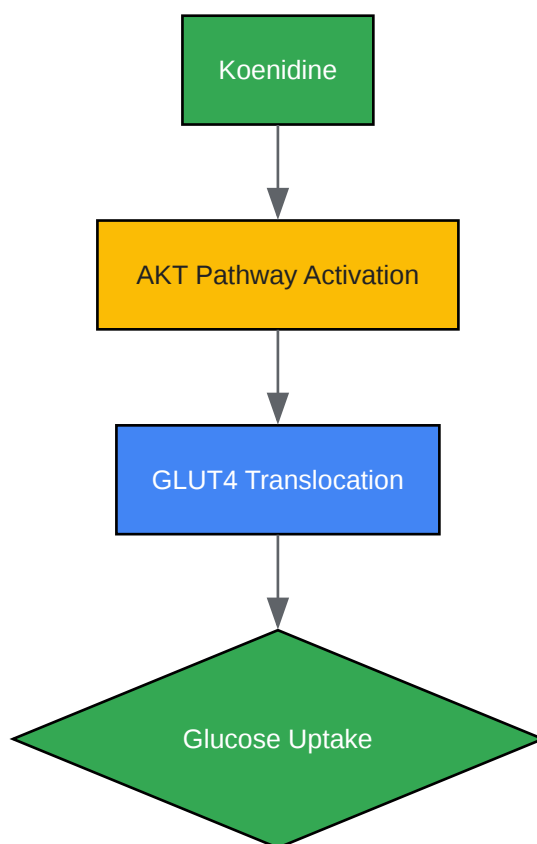 Koenidine
AKT Pathway Activation
GLUT4 Translocation
Glucose Uptake